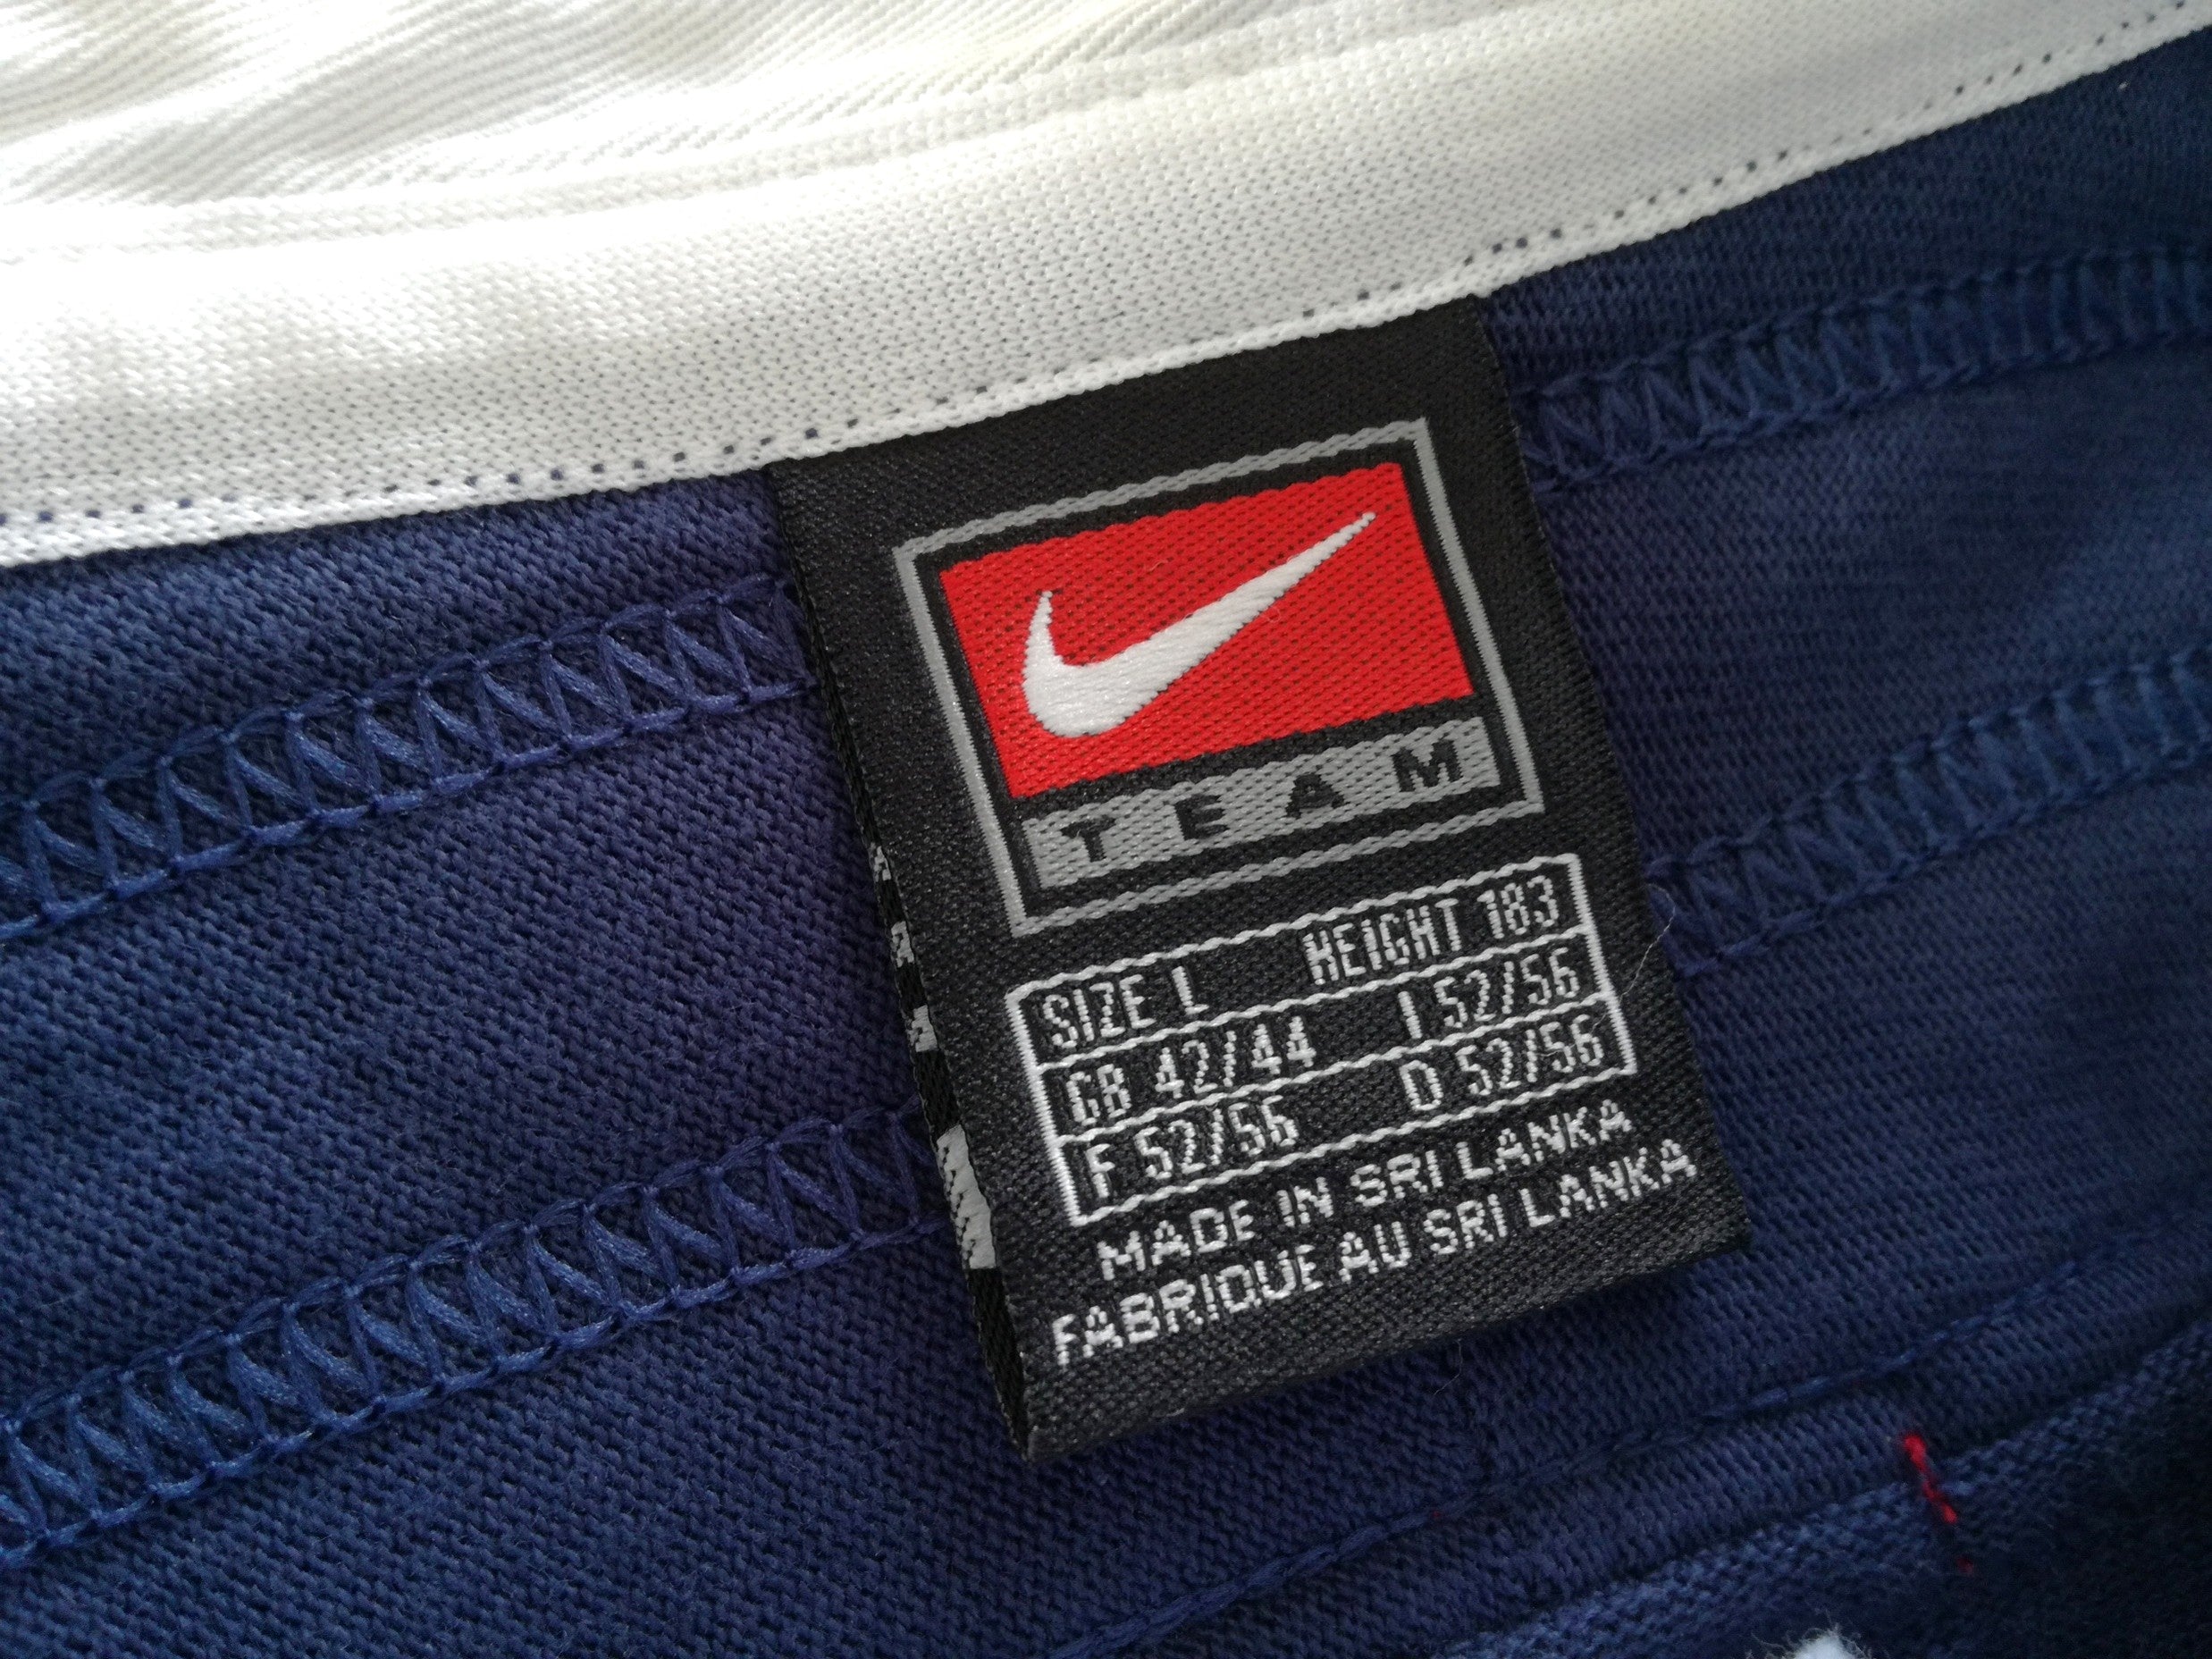 TEAM
SIZE L HEIGHT 183
GB 42/44 I 52/56
F 52/56 D 52/56
MADE IN SRI LANKA
FABRIQUE AU SRI LANKA